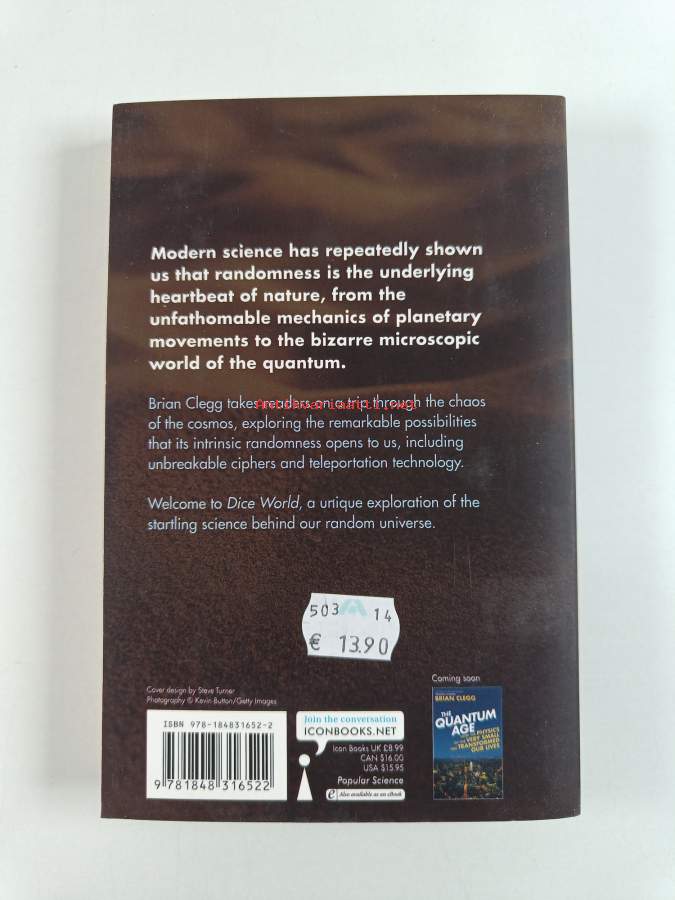 Modern science has repeatedly shown
us that randomness is the underlying
heartbeat of nature, from the
unfathomable mechanics of planetary
movements to the bizarre microscopic
world of the quantum.
Brian Clegg takes readers on a trip through the chaos
of the cosmos, exploring the remarkable possibilities
that its intrinsic randomness opens to us, including
unbreakable ciphers and teleportation technology.
Welcome to Dice World, a unique exploration of the
startling science behind our random universe.
503 14
€ 13.90
Cover design by Steve Turner
Photography © Kevin Button/Getty Images
ISBN 978-184831652-2
9 781848 316522
Join the conversation
ICONBOOKS.NET
Icon Books UK £8.99
CAN $16.00
USA $15.95
Popular Science
e Also available as an eBook
Coming soon
BRIAN CLEGG
THE
QUANTUM
AGE
PHYSICS
VERY SMALL
TRANSFORMED
OUR LIVES